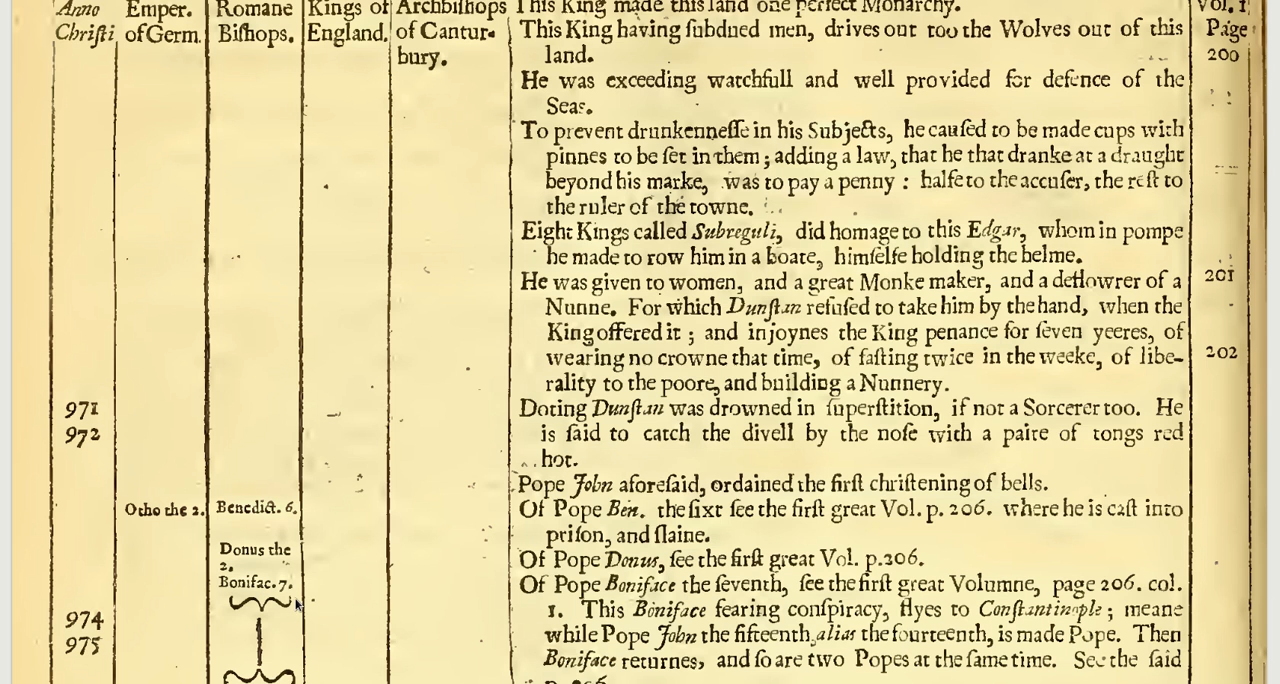 Anno Emper. Romane Kings of Archbiſhops This King made this land one perfect Monarchy. Vol. 1
Chriſti of Germ. Biſhops. England. of Cantur- This King having ſubdued men, drives out too the Wolves out of this Page
bury. land. 200
He was exceeding watchfull and well provided for defence of the
Seas.
To prevent drunkenneſſe in his Subjects, he cauſed to be made cups with
pinnes to be ſet in them; adding a law, that he that dranke at a draught
beyond his marke, was to pay a penny : halfe to the accuſer, the reſt to
the ruler of the towne.
Eight Kings called Subreguli, did homage to this Edgar, whom in pompe
he made to row him in a boate, himſelfe holding the helme.
He was given to women, and a great Monke maker, and a deflowrer of a 201
Nunne. For which Dunſtan refuſed to take him by the hand, when the
King offered it ; and injoynes the King penance for ſeven yeeres, of
wearing no crowne that time, of faſting twice in the weeke, of libe- 202
rality to the poore, and building a Nunnery.
971 Doting Dunſtan was drowned in ſuperſtition, if not a Sorcerer too. He
972 is ſaid to catch the divell by the noſe with a paire of tongs red
hot.
Pope John aforeſaid, ordained the firſt chriſtening of bells.
Otho the 2. Benedict. 6. Of Pope Ben. the ſixt ſee the firſt great Vol. p. 206. where he is caſt into
priſon, and ſlaine.
Donus the Of Pope Donus, ſee the firſt great Vol. p.206.
2.
Bonifac. 7. Of Pope Boniface the ſeventh, ſee the firſt great Volumne, page 206. col.
974 1. This Boniface fearing conſpiracy, flyes to Conſtantinople ; meane
975 while Pope John the fifteenth, alias the fourteenth, is made Pope. Then
Boniface returnes, and ſo are two Popes at the ſame time. See the ſaid